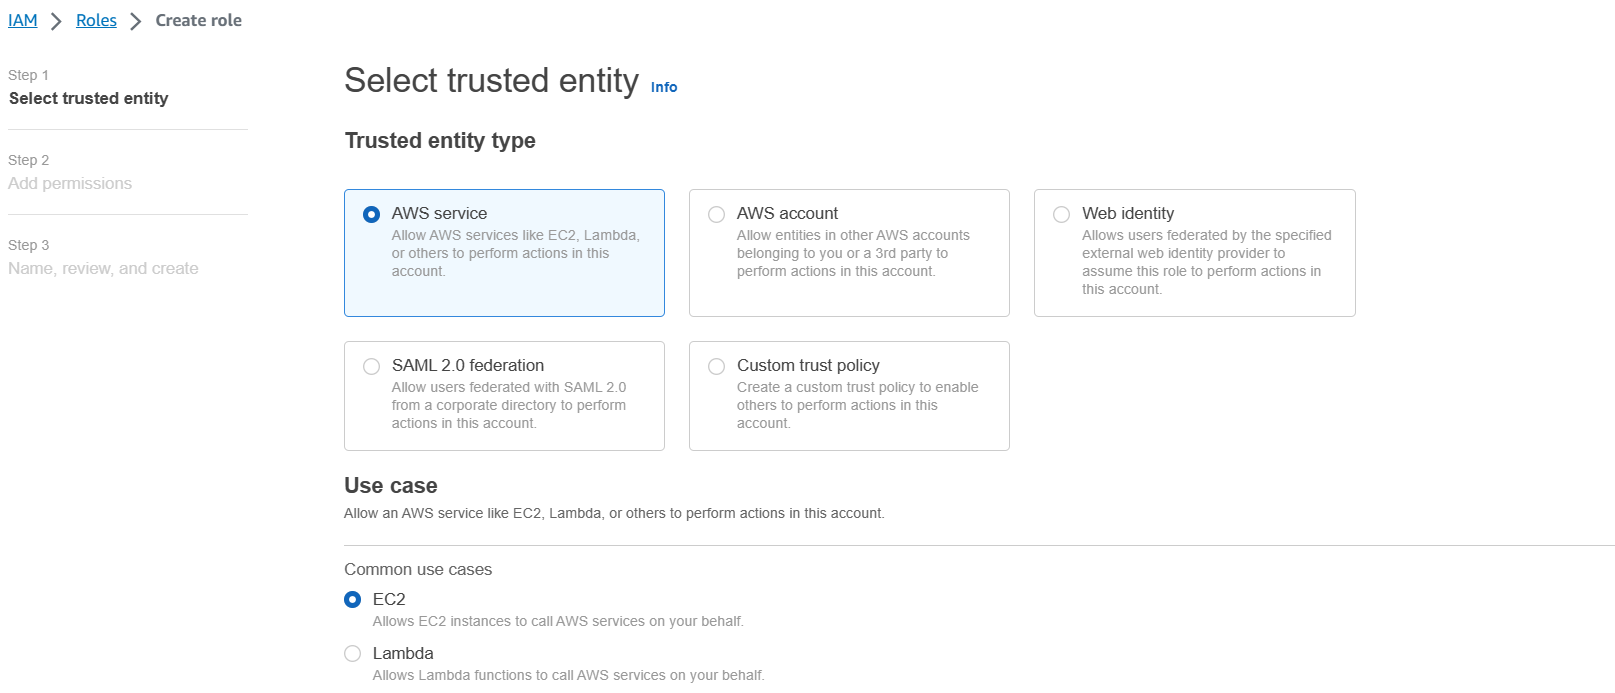 IAM > Roles > Create role
Step 1
Select trusted entity
Step 2
Add permissions
Step 3
Name, review, and create
Select trusted entity Info
Trusted entity type
AWS service
Allow AWS services like EC2, Lambda,
or others to perform actions in this
account.
AWS account
Allow entities in other AWS accounts
belonging to you or a 3rd party to
perform actions in this account.
Web identity
Allows users federated by the specified
external web identity provider to
assume this role to perform actions in
this account.
SAML 2.0 federation
Allow users federated with SAML 2.0
from a corporate directory to perform
actions in this account.
Custom trust policy
Create a custom trust policy to enable
others to perform actions in this
account.
Use case
Allow an AWS service like EC2, Lambda, or others to perform actions in this account.
Common use cases
EC2
Allows EC2 instances to call AWS services on your behalf.
Lambda
Allows Lambda functions to call AWS services on your behalf.